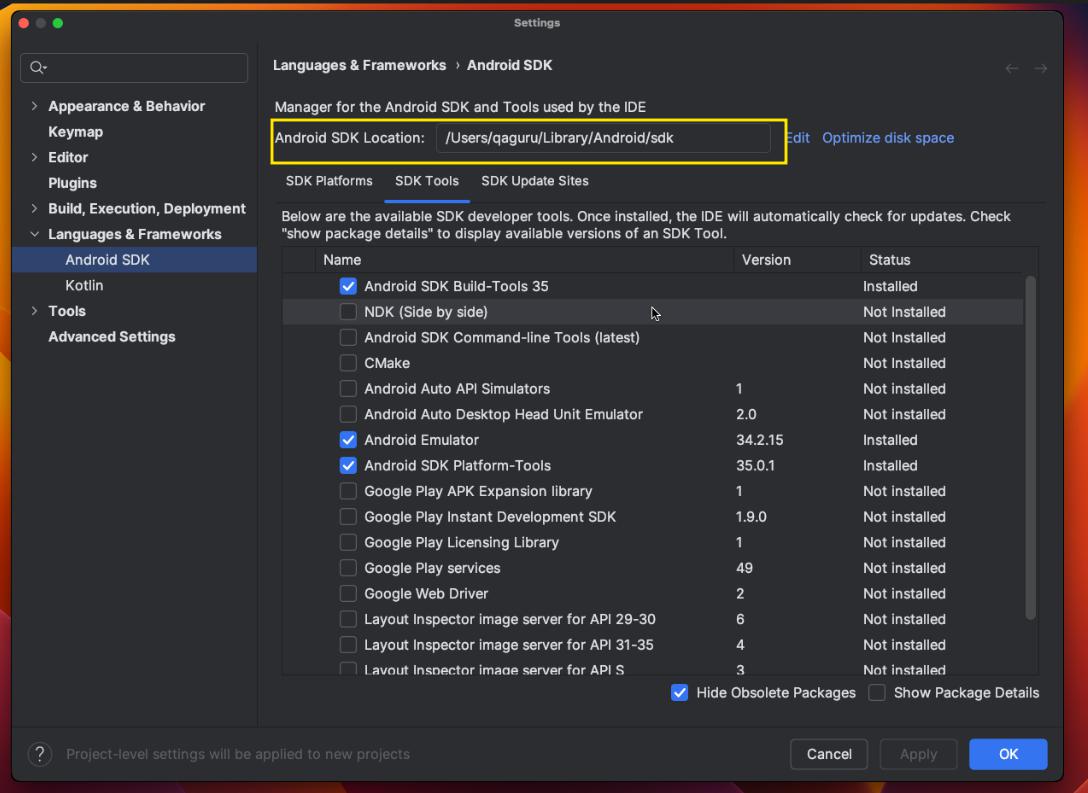 Settings
Languages & Frameworks › Android SDK
Appearance & Behavior
Keymap
Editor
Plugins
Build, Execution, Deployment
Languages & Frameworks
Android SDK
Kotlin
Tools
Advanced Settings
Manager for the Android SDK and Tools used by the IDE
Android SDK Location: /Users/qaguru/Library/Android/sdk Edit Optimize disk space
SDK Platforms SDK Tools SDK Update Sites
Below are the available SDK developer tools. Once installed, the IDE will automatically check for updates. Check
"show package details" to display available versions of an SDK Tool.
Name Version Status
Android SDK Build-Tools 35 Installed
NDK (Side by side) Not Installed
Android SDK Command-line Tools (latest) Not Installed
CMake Not Installed
Android Auto API Simulators 1 Not installed
Android Auto Desktop Head Unit Emulator 2.0 Not installed
Android Emulator 34.2.15 Installed
Android SDK Platform-Tools 35.0.1 Installed
Google Play APK Expansion library 1 Not installed
Google Play Instant Development SDK 1.9.0 Not installed
Google Play Licensing Library 1 Not installed
Google Play services 49 Not installed
Google Web Driver 2 Not installed
Layout Inspector image server for API 29-30 6 Not installed
Layout Inspector image server for API 31-35 4 Not installed
Layout Inspector image server for API S 3 Not installed
Hide Obsolete Packages Show Package Details
? Project-level settings will be applied to new projects
Cancel Apply OK